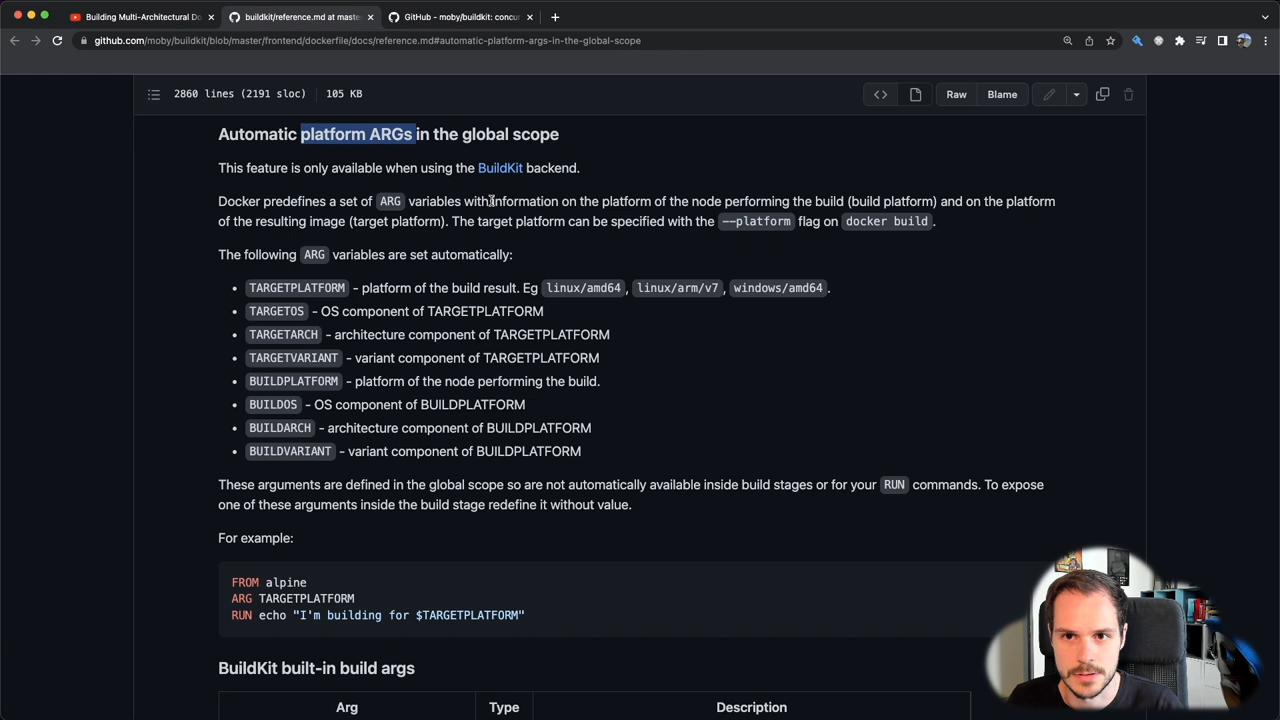 Building Multi-Architectural Do
buildkit/reference.md at maste
GitHub - moby/buildkit: concur
github.com/moby/buildkit/blob/master/frontend/dockerfile/docs/reference.md#automatic-platform-args-in-the-global-scope
2860 lines (2191 sloc) 105 KB
Raw Blame
Automatic platform ARGs in the global scope
This feature is only available when using the BuildKit backend.
Docker predefines a set of ARG variables with information on the platform of the node performing the build (build platform) and on the platform
of the resulting image (target platform). The target platform can be specified with the --platform flag on docker build.
The following ARG variables are set automatically:
• TARGETPLATFORM - platform of the build result. Eg linux/amd64, linux/arm/v7, windows/amd64.
• TARGETOS - OS component of TARGETPLATFORM
• TARGETARCH - architecture component of TARGETPLATFORM
• TARGETVARIANT - variant component of TARGETPLATFORM
• BUILDPLATFORM - platform of the node performing the build.
• BUILDOS - OS component of BUILDPLATFORM
• BUILDARCH - architecture component of BUILDPLATFORM
• BUILDVARIANT - variant component of BUILDPLATFORM
These arguments are defined in the global scope so are not automatically available inside build stages or for your RUN commands. To expose
one of these arguments inside the build stage redefine it without value.
For example:
FROM alpine
ARG TARGETPLATFORM
RUN echo "I'm building for $TARGETPLATFORM"
BuildKit built-in build args
Arg Type Description